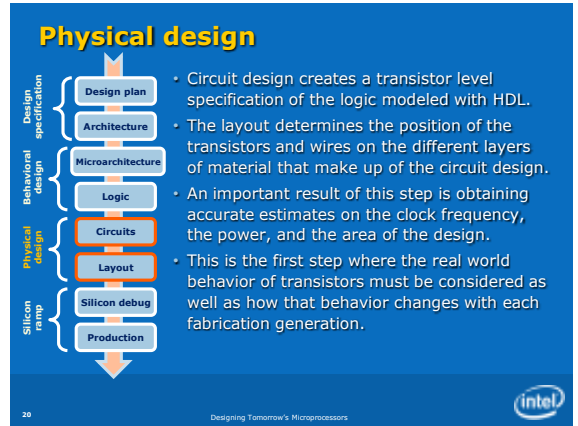 Physical design
Design
specification
Design plan
Architecture
Behavioral
design
Microarchitecture
Logic
Physical
design
Circuits
Layout
Silicon
ramp
Silicon debug
Production
• Circuit design creates a transistor level
specification of the logic modeled with HDL.
• The layout determines the position of the
transistors and wires on the different layers
of material that make up of the circuit design.
• An important result of this step is obtaining
accurate estimates on the clock frequency,
the power, and the area of the design.
• This is the first step where the real world
behavior of transistors must be considered as
well as how that behavior changes with each
fabrication generation.
20
Designing Tomorrow's Microprocessors
intel